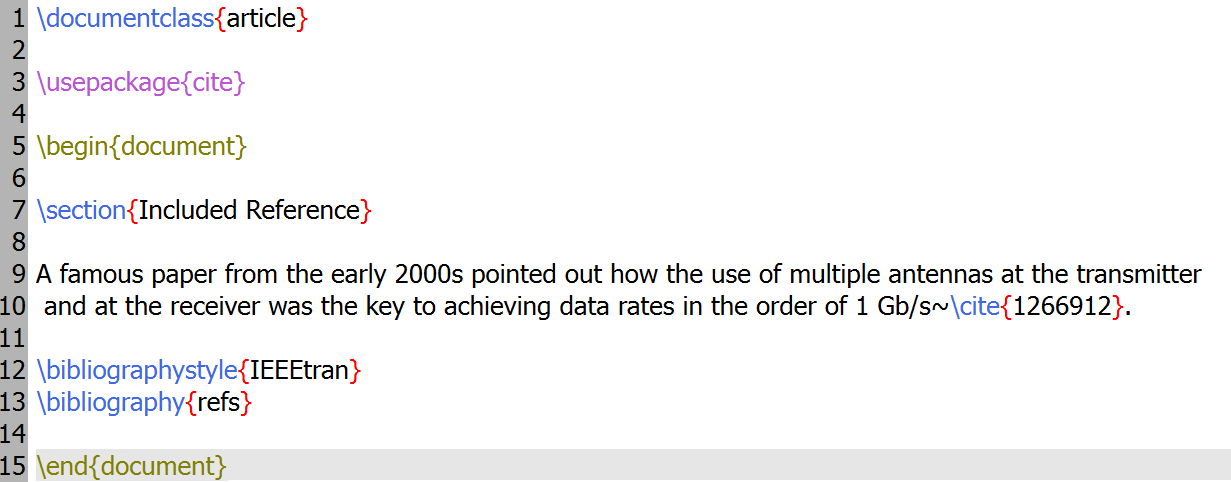 1 \documentclass{article}
2
3 \usepackage{cite}
4
5 \begin{document}
6
7 \section{Included Reference}
8
9 A famous paper from the early 2000s pointed out how the use of multiple antennas at the transmitter
10 and at the receiver was the key to achieving data rates in the order of 1 Gb/s~\cite{1266912}.
11
12 \bibliographystyle{IEEEtran}
13 \bibliography{refs}
14
15 \end{document}